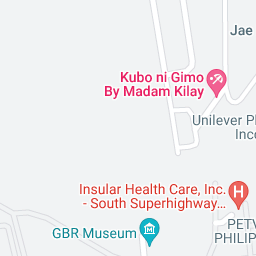 Jae
Kubo ni Gimo
By Madam Kilay
Unilever Ph
Inco
Insular Health Care, Inc.
- South Superhighway...
H
PETV
PHILIP
GBR Museum